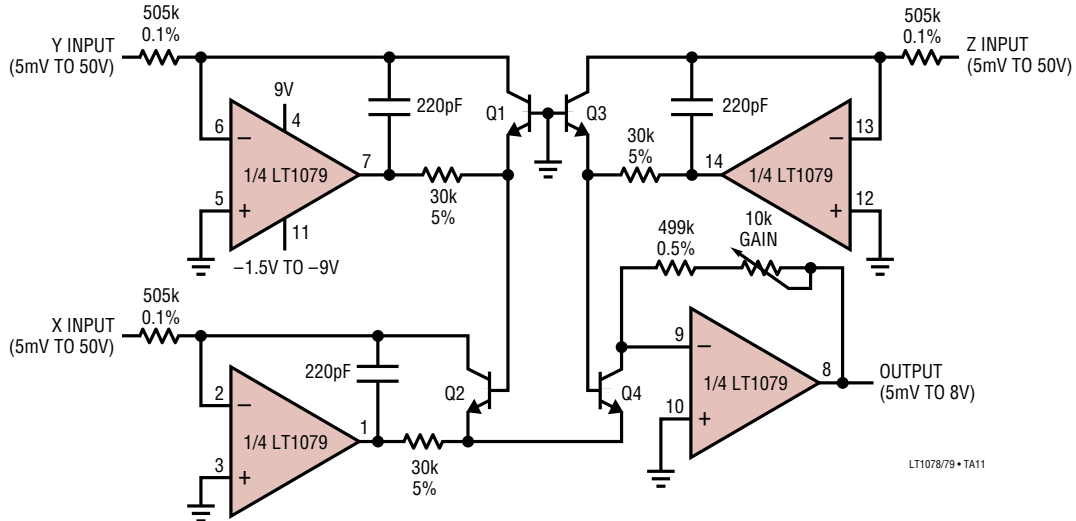 505k
0.1%
Y INPUT
(5mV TO 50V)
505k
0.1%
Z INPUT
(5mV TO 50V)
9V
4
220pF
Q1
Q3
220pF
6
–
1/4 LT1079
7
5
+
30k
5%
30k
5%
14
13
–
1/4 LT1079
12
+
11
–1.5V TO –9V
499k
0.5%
10k
GAIN
505k
0.1%
X INPUT
(5mV TO 50V)
220pF
Q2
Q4
2
–
1/4 LT1079
1
3
+
30k
5%
9
–
1/4 LT1079
8
10
+
OUTPUT
(5mV TO 8V)
LT1078/79 • TA11